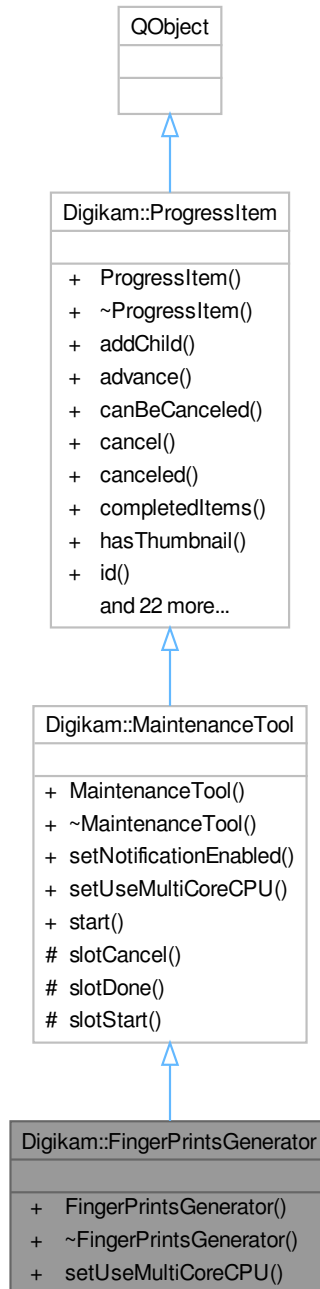 QObject
Digikam::ProgressItem
+ ProgressItem()
+ ~ProgressItem()
+ addChild()
+ advance()
+ canBeCanceled()
+ cancel()
+ canceled()
+ completedItems()
+ hasThumbnail()
+ id()
and 22 more...
Digikam::MaintenanceTool
+ MaintenanceTool()
+ ~MaintenanceTool()
+ setNotificationEnabled()
+ setUseMultiCoreCPU()
+ start()
# slotCancel()
# slotDone()
# slotStart()
Digikam::FingerPrintsGenerator
+ FingerPrintsGenerator()
+ ~FingerPrintsGenerator()
+ setUseMultiCoreCPU()